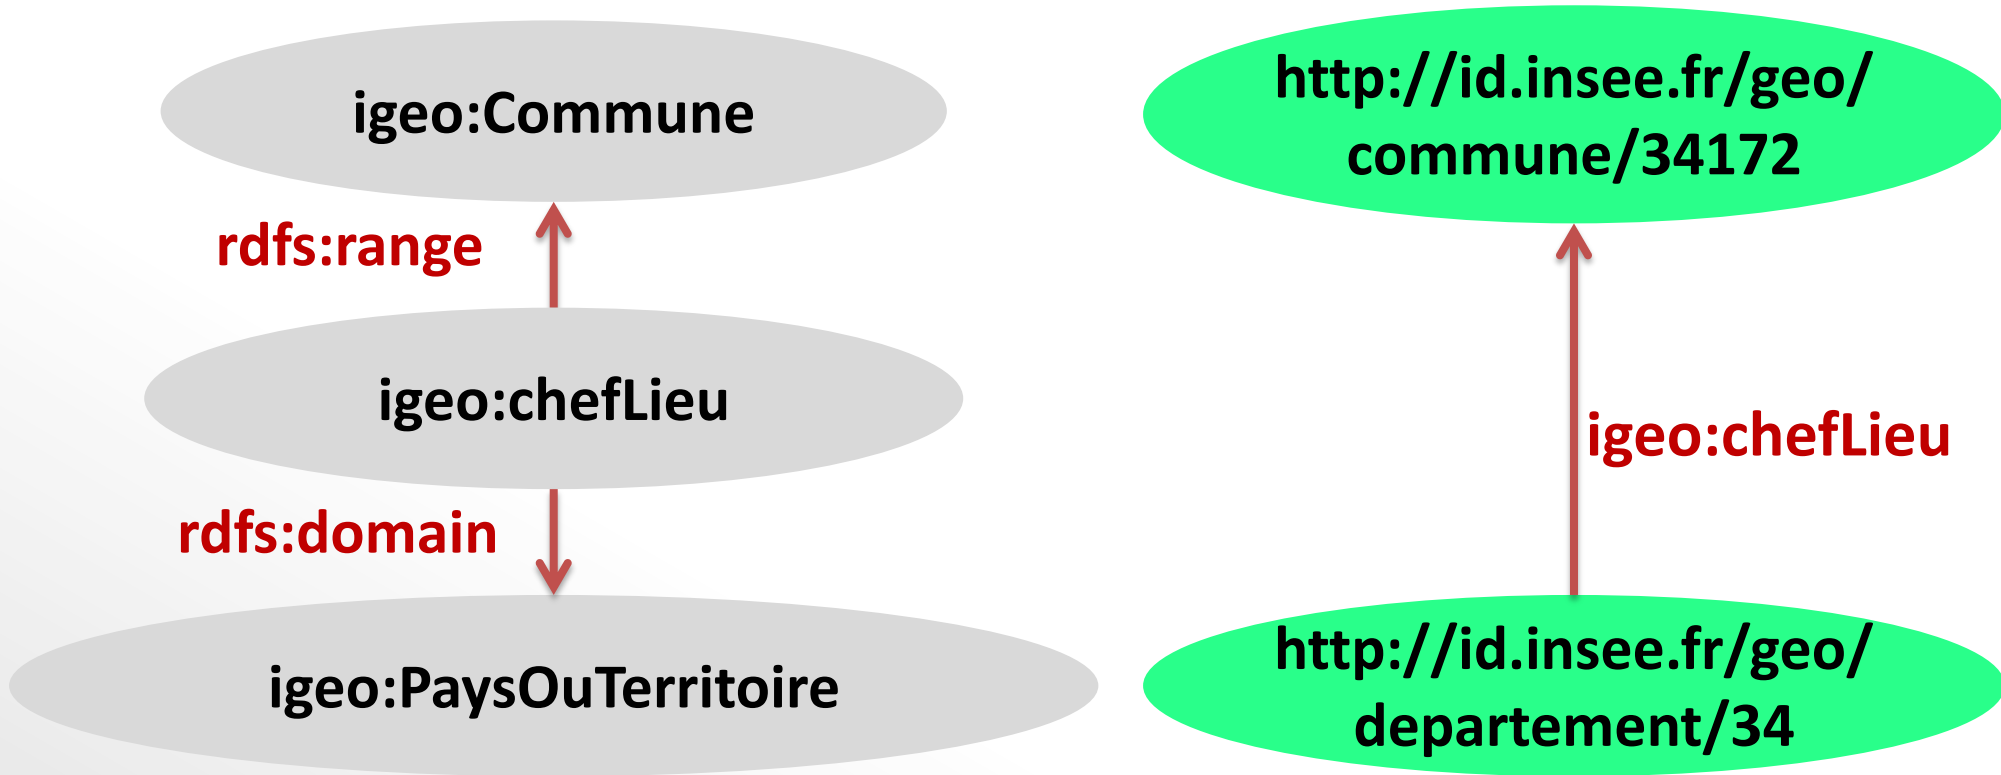 igeo:Commune
rdfs:range
igeo:chefLieu
rdfs:domain
igeo:PaysOuTerritoire
http://id.insee.fr/geo/
commune/34172
igeo:chefLieu
http://id.insee.fr/geo/
departement/34